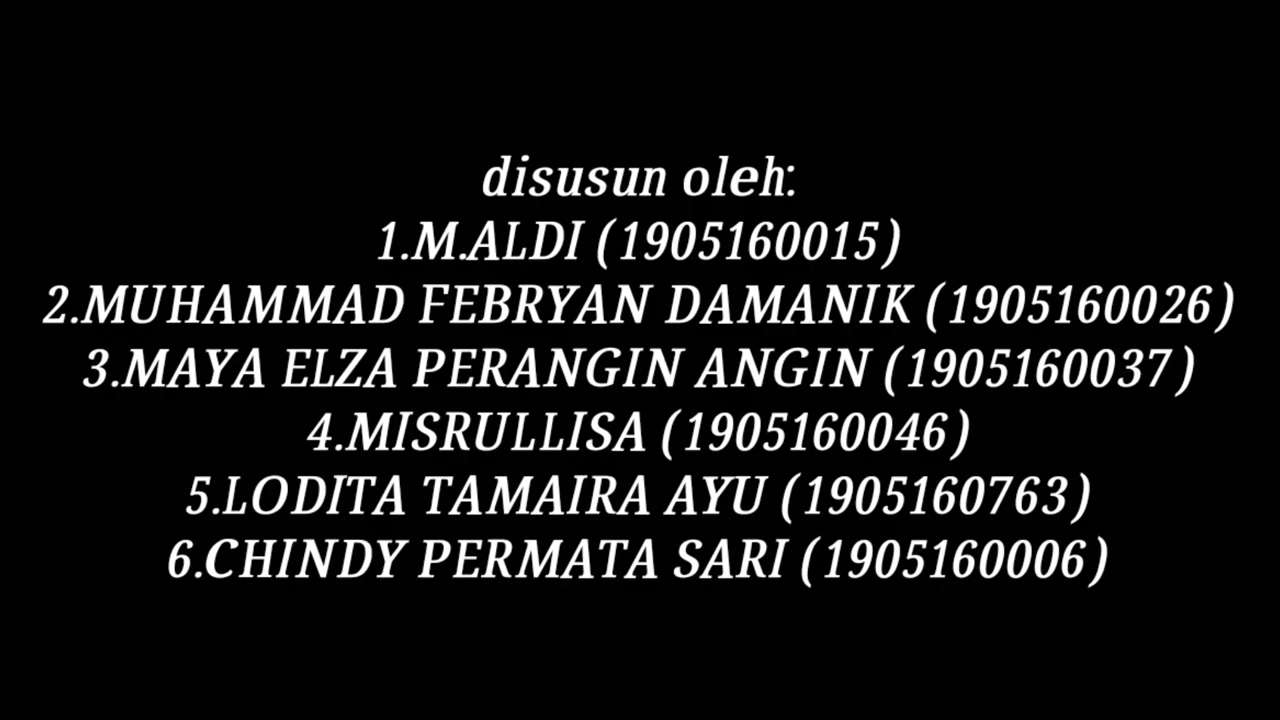 disusun oleh:
1.M.ALDI (1905160015)
2.MUHAMMAD FEBRYAN DAMANIK (1905160026)
3.MAYA ELZA PERANGIN ANGIN (1905160037)
4.MISRULLISA (1905160046)
5.LODITA TAMAIRA AYU (1905160763)
6.CHINDY PERMATA SARI (1905160006)